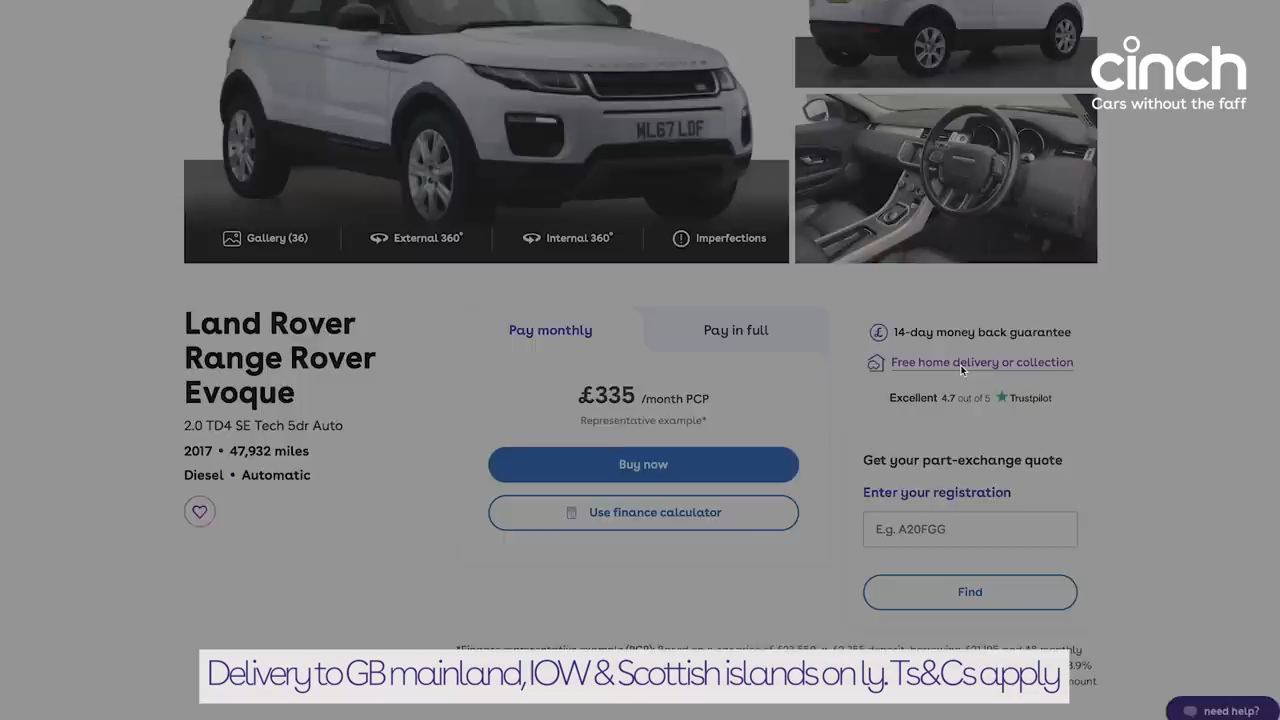 cinch
Cars without the faff
ML67 LDF
Gallery (36)
External 360°
Internal 360°
Imperfections
Land Rover
Range Rover
Evoque
2.0 TD4 SE Tech 5dr Auto
2017 • 47,932 miles
Diesel • Automatic
Pay monthly
Pay in full
£335 /month PCP
Representative example*
Buy now
Use finance calculator
14-day money back guarantee
Free home delivery or collection
Excellent 4.7 out of 5 Trustpilot
Get your part-exchange quote
Enter your registration
E.g. A20FGG
Find
Delivery to GB mainland, IOW & Scottish islands on ly. Ts&Cs apply
need help?